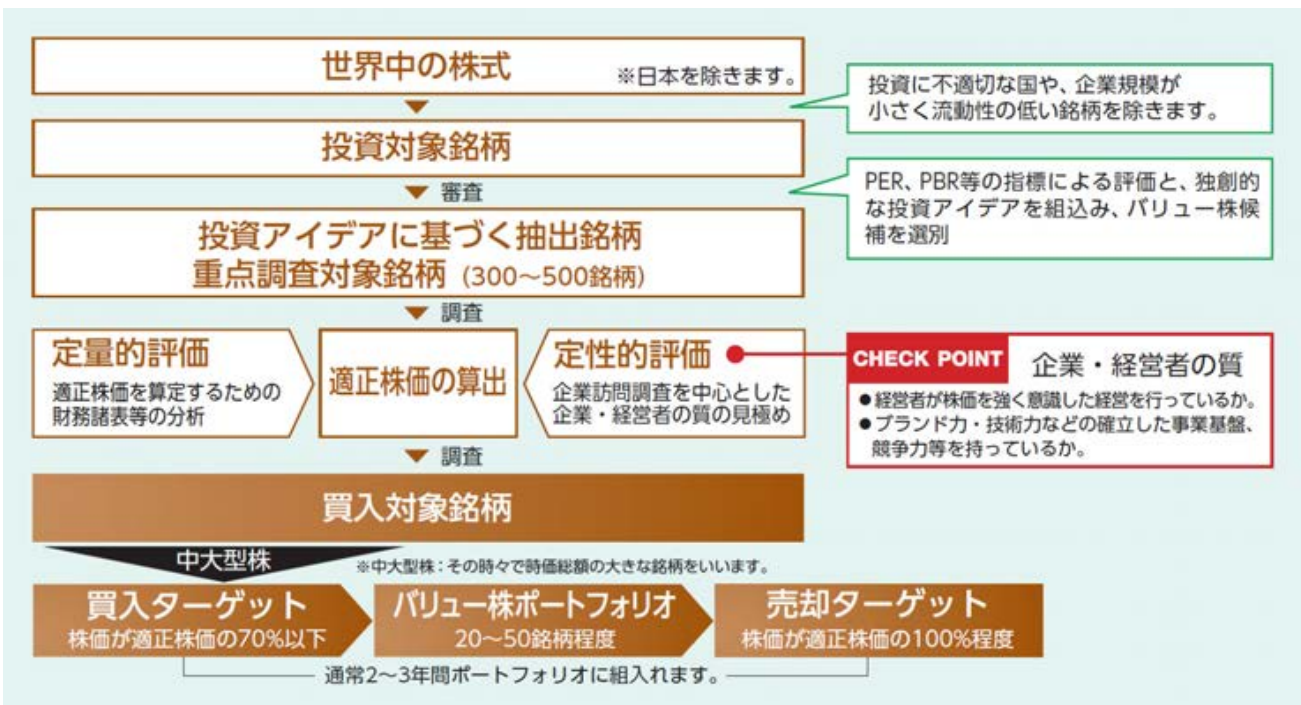 世界中の株式 ※日本を除きます。
投資に不適切な国や、企業規模が
小さく流動性の低い銘柄を除きます。
投資対象銘柄
審査
PER、PBR等の指標による評価と、独創的
な投資アイデアを組込み、バリュー株候
補を選別
投資アイデアに基づく抽出銘柄
重点調査対象銘柄（300～500銘柄）
調査
定量的評価
適正株価を算定するための
財務諸表等の分析
適正株価の算出
定性的評価
企業訪問調査を中心とした
企業・経営者の質の見極め
CHECK POINT 企業・経営者の質
●経営者が株価を強く意識した経営を行っているか。
●ブランド力・技術力などの確立した事業基盤、
競争力等を持っているか。
調査
買入対象銘柄
中大型株
※中大型株：その時々で時価総額の大きな銘柄をいいます。
買入ターゲット
株価が適正株価の70%以下
バリュー株ポートフォリオ
20～50銘柄程度
売却ターゲット
株価が適正株価の100%程度
通常2～3年間ポートフォリオに組入れます。